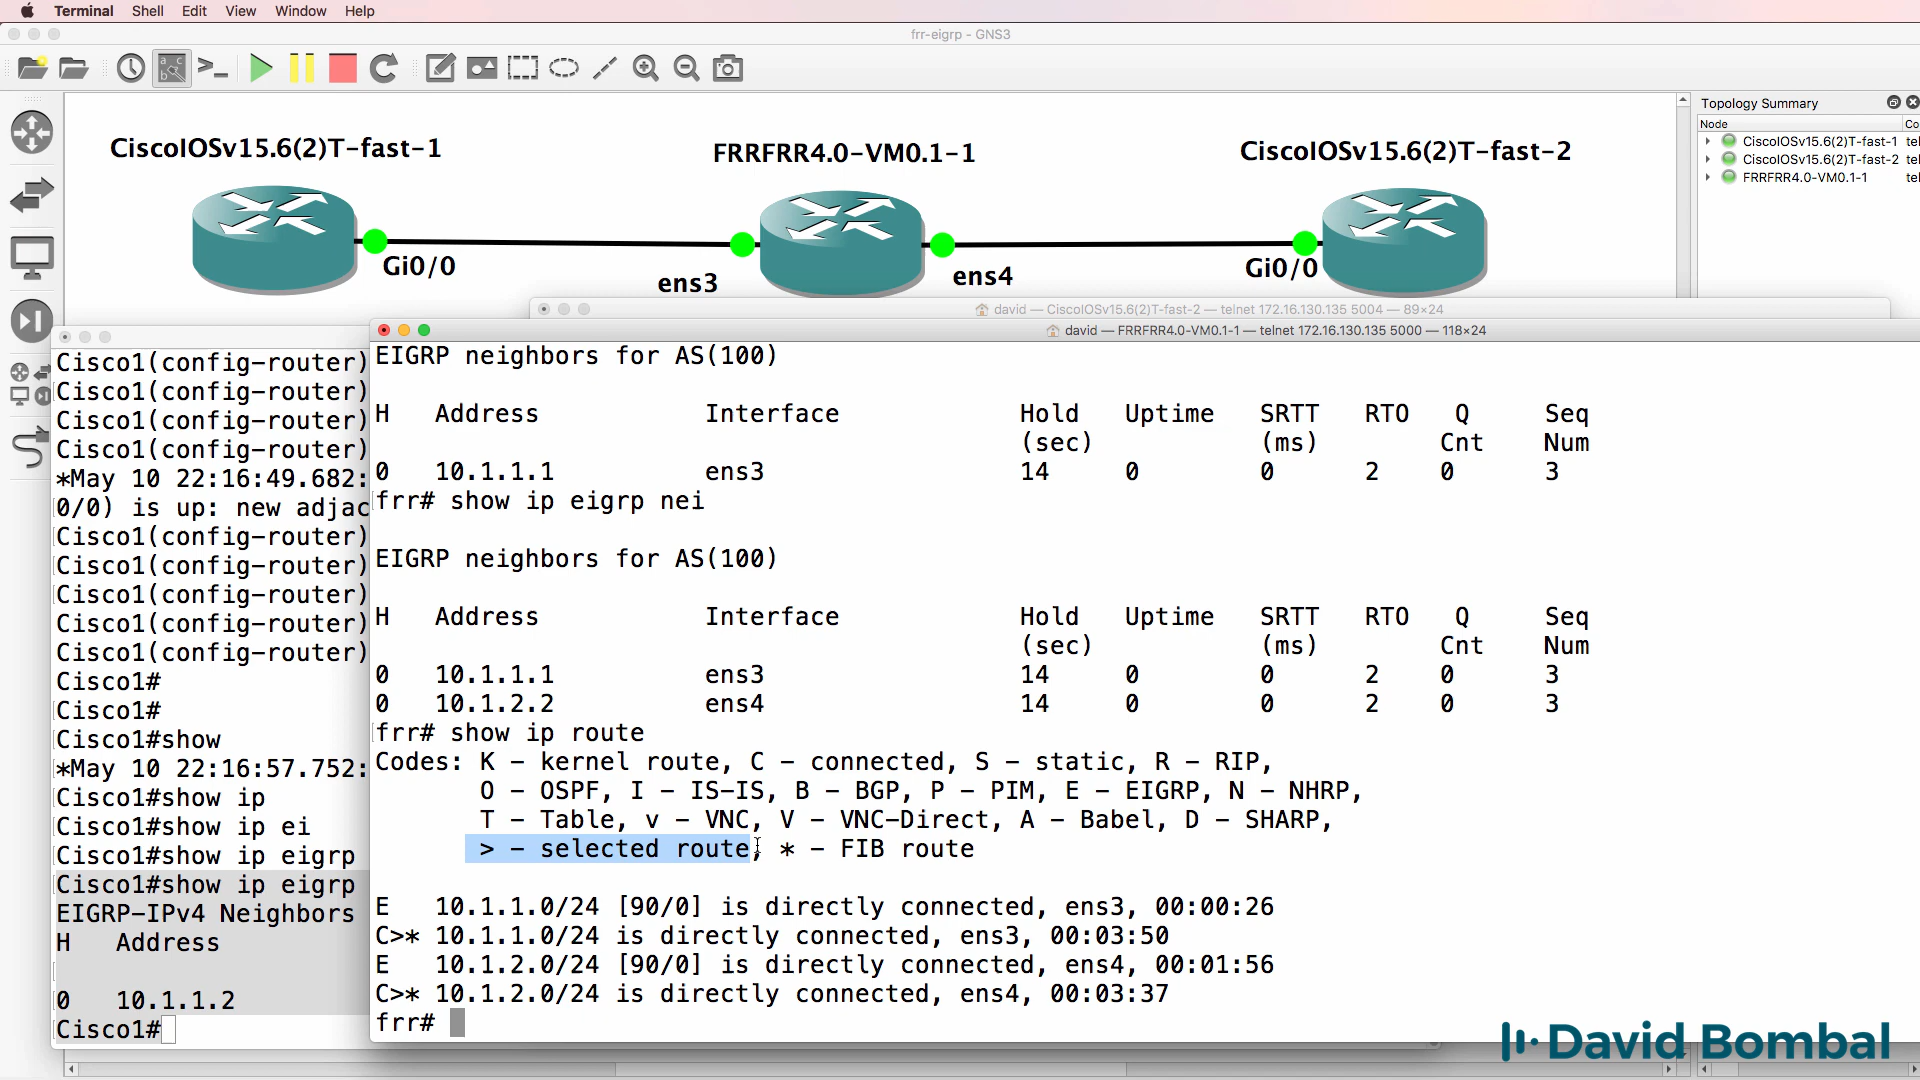 Terminal Shell Edit View Window Help
frr-eigrp - GNS3
Topology Summary
Node Co
CiscoIOSv15.6(2)T-fast-1 tel
CiscoIOSv15.6(2)T-fast-2 tel
FRRFRR4.0-VM0.1-1 tel
CiscoIOSv15.6(2)T-fast-1
FRRFRR4.0-VM0.1-1
CiscoIOSv15.6(2)T-fast-2
Gi0/0
ens3
ens4
Gi0/0
david — CiscoIOSv15.6(2)T-fast-2 — telnet 172.16.130.135 5004 — 89×24
david — FRRFRR4.0-VM0.1-1 — telnet 172.16.130.135 5000 — 118×24
Cisco1(config-router)
Cisco1(config-router)
Cisco1(config-router)
Cisco1(config-router)
*May 10 22:16:49.682:
0/0) is up: new adjac
Cisco1(config-router)
Cisco1(config-router)
Cisco1(config-router)
Cisco1(config-router)
Cisco1(config-router)
Cisco1#
Cisco1#
Cisco1#show
*May 10 22:16:57.752:
Cisco1#show ip
Cisco1#show ip ei
Cisco1#show ip eigrp
Cisco1#show ip eigrp
EIGRP-IPv4 Neighbors
H Address
0 10.1.1.2
Cisco1#
EIGRP neighbors for AS(100)
H Address Interface Hold Uptime SRTT RTO Q Seq
(sec) (ms) Cnt Num
0 10.1.1.1 ens3 14 0 0 2 0 3
frr# show ip eigrp nei
EIGRP neighbors for AS(100)
H Address Interface Hold Uptime SRTT RTO Q Seq
(sec) (ms) Cnt Num
0 10.1.1.1 ens3 14 0 0 2 0 3
0 10.1.2.2 ens4 14 0 0 2 0 3
frr# show ip route
Codes: K - kernel route, C - connected, S - static, R - RIP,
O - OSPF, I - IS-IS, B - BGP, P - PIM, E - EIGRP, N - NHRP,
T - Table, v - VNC, V - VNC-Direct, A - Babel, D - SHARP,
> - selected route, * - FIB route
E 10.1.1.0/24 [90/0] is directly connected, ens3, 00:00:26
C>* 10.1.1.0/24 is directly connected, ens3, 00:03:50
E 10.1.2.0/24 [90/0] is directly connected, ens4, 00:01:56
C>* 10.1.2.0/24 is directly connected, ens4, 00:03:37
frr#
David Bombal